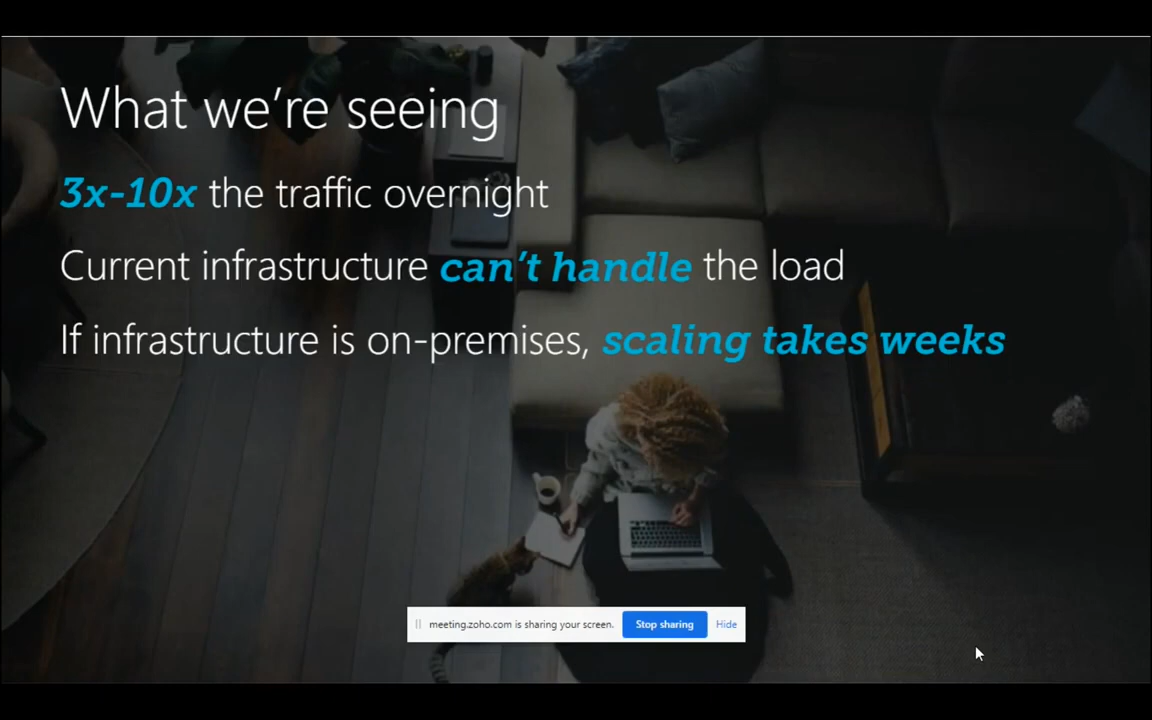 What we're seeing
3x-10x the traffic overnight
Current infrastructure can't handle the load
If infrastructure is on-premises, scaling takes weeks
meeting.zoho.com is sharing your screen. Stop sharing Hide